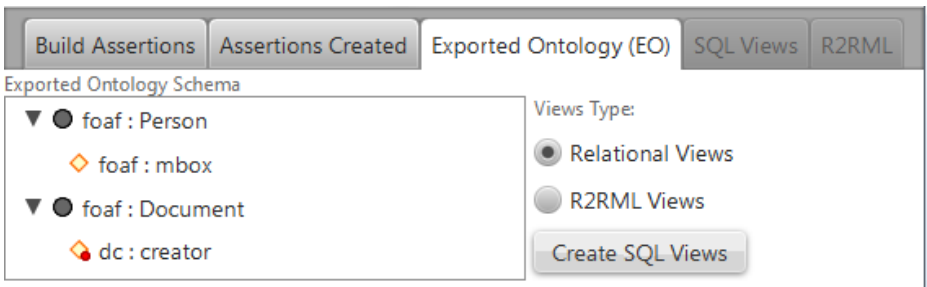 Build Assertions Assertions Created Exported Ontology (EO) SQL Views R2RML
Exported Ontology Schema
foaf : Person
foaf : mbox
foaf : Document
dc : creator
Views Type:
Relational Views
R2RML Views
Create SQL Views